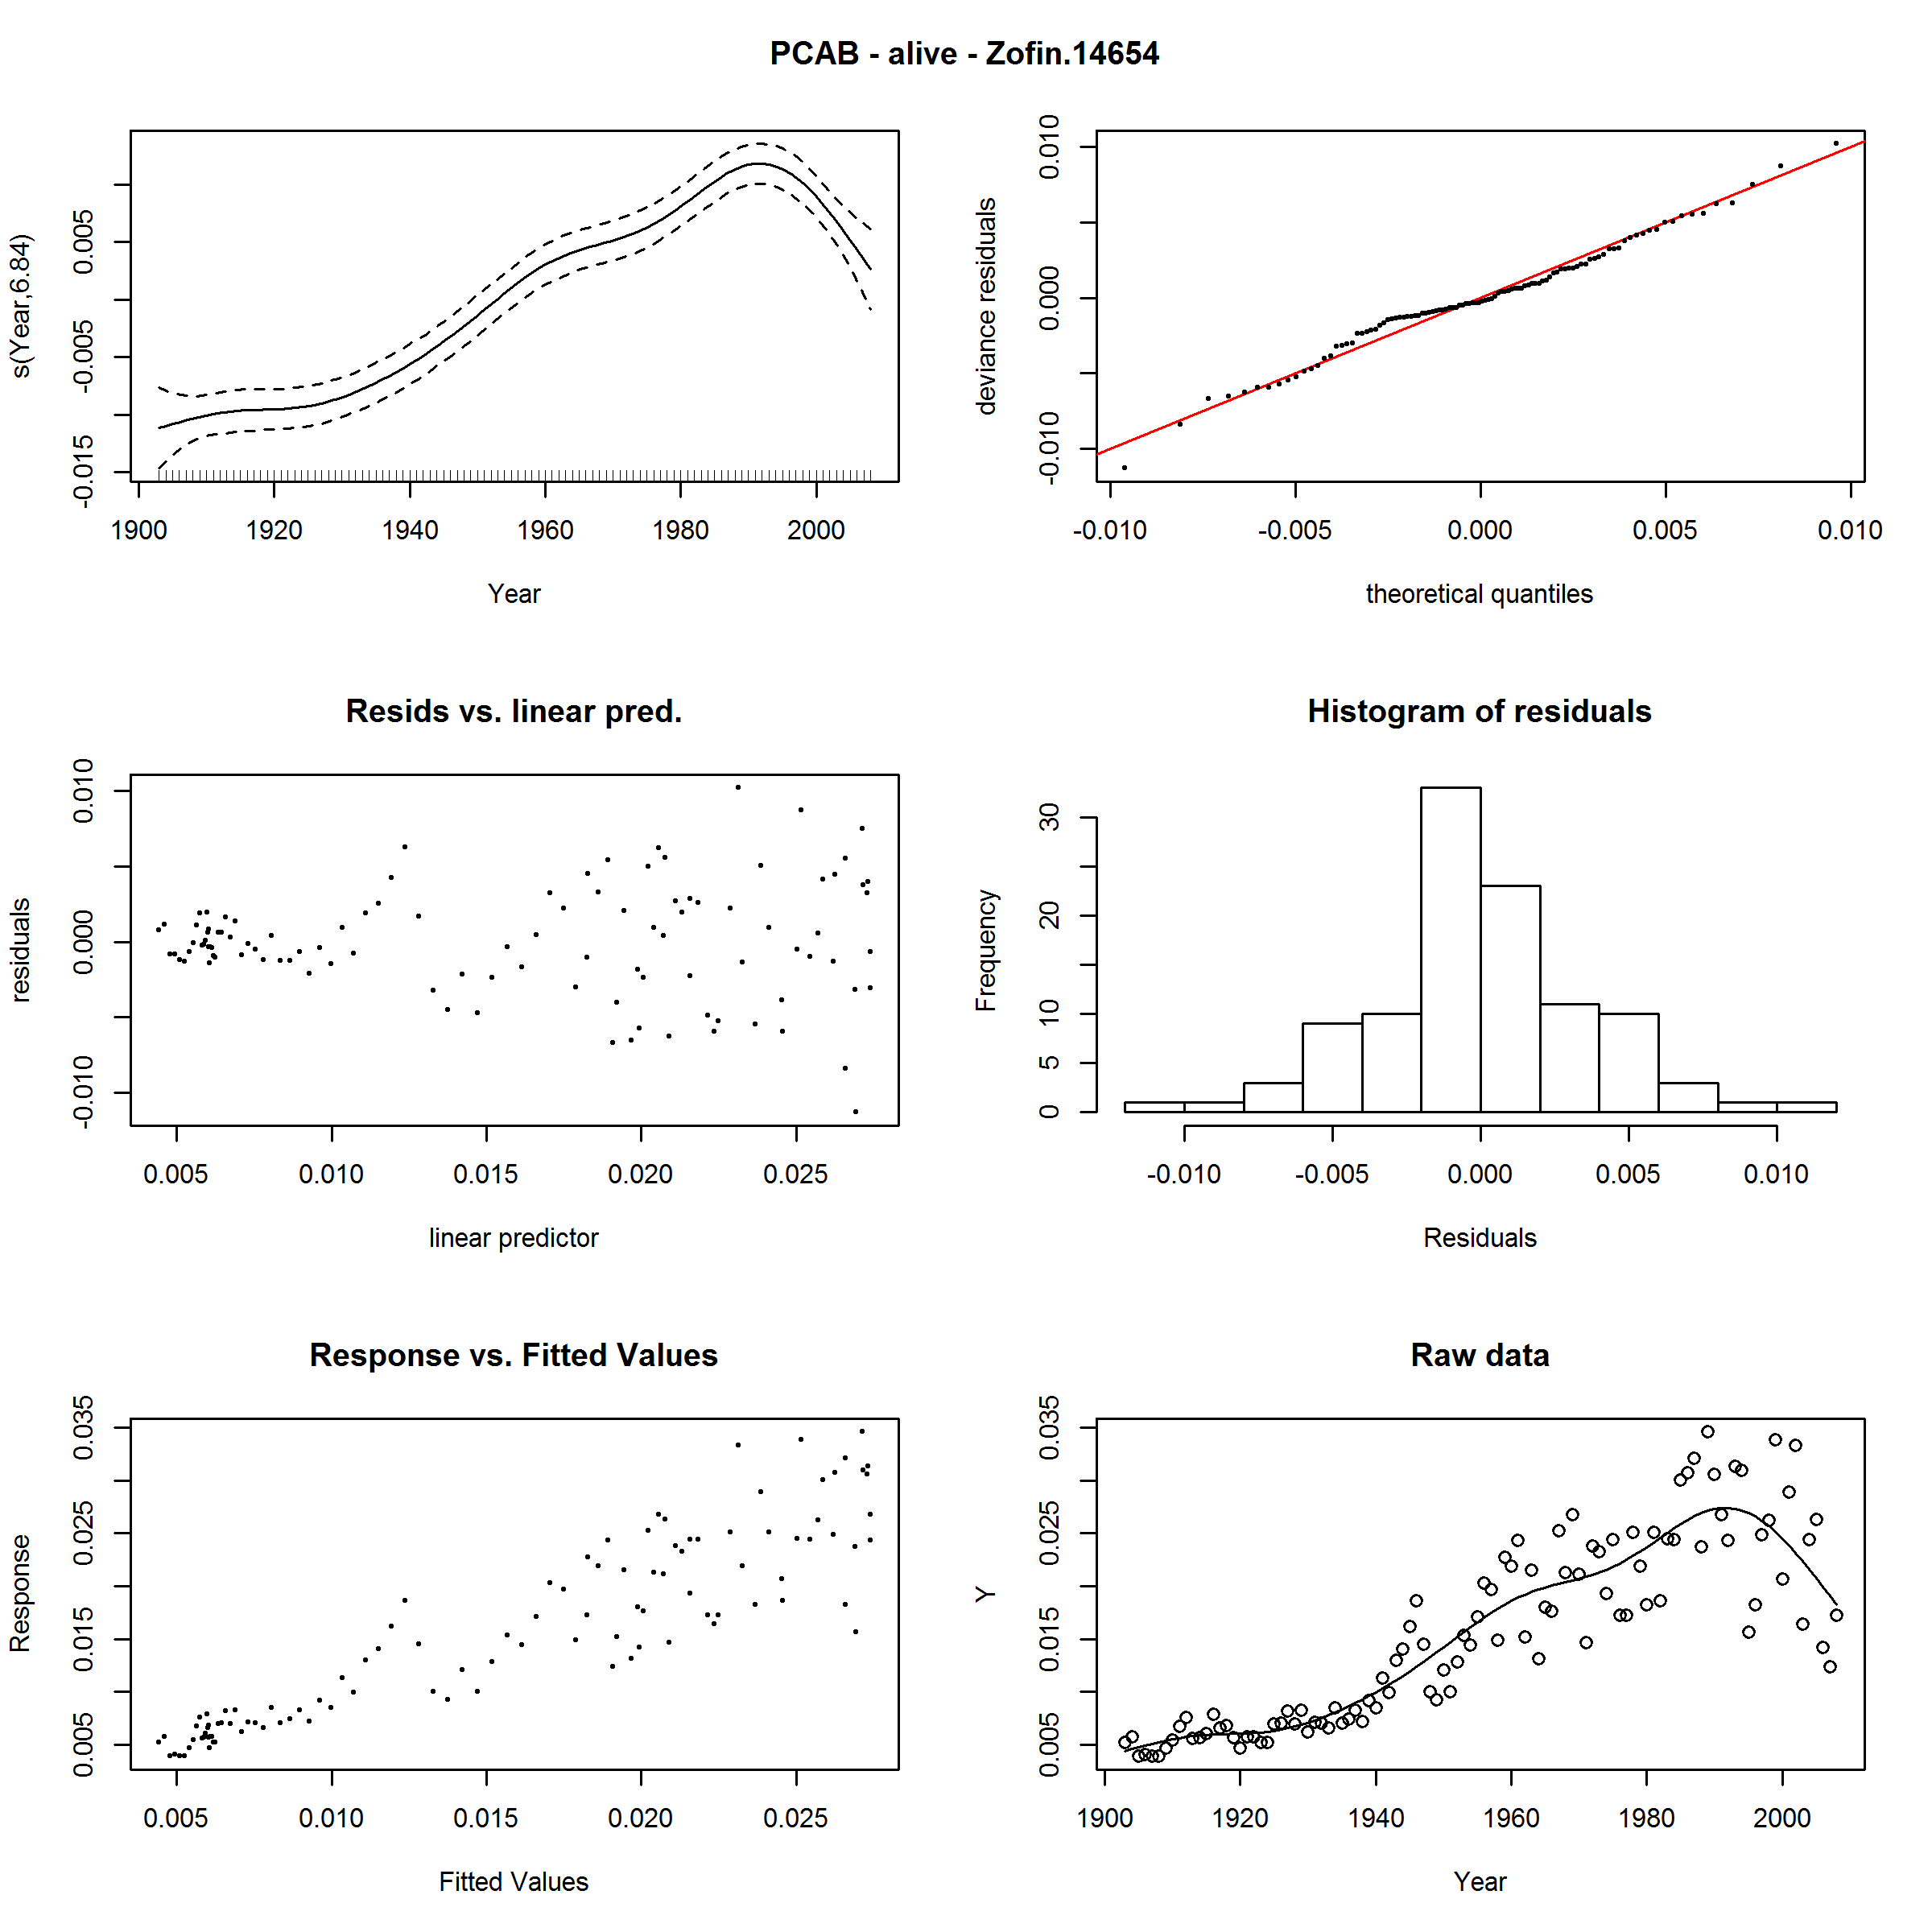 PCAB - alive - Zofin.14654
s(Year,6.84)
-0.015 -0.005 0.005
1900 1920 1940 1960 1980 2000
Year
deviance residuals
-0.010 0.000 0.010
-0.010 -0.005 0.000 0.005 0.010
theoretical quantiles
Resids vs. linear pred.
residuals
-0.010 0.000 0.010
0.005 0.010 0.015 0.020 0.025
linear predictor
Histogram of residuals
Frequency
0 5 10 20 30
-0.010 -0.005 0.000 0.005 0.010
Residuals
Response vs. Fitted Values
Response
0.005 0.015 0.025 0.035
0.005 0.010 0.015 0.020 0.025
Fitted Values
Raw data
Y
0.005 0.015 0.025 0.035
1900 1920 1940 1960 1980 2000
Year